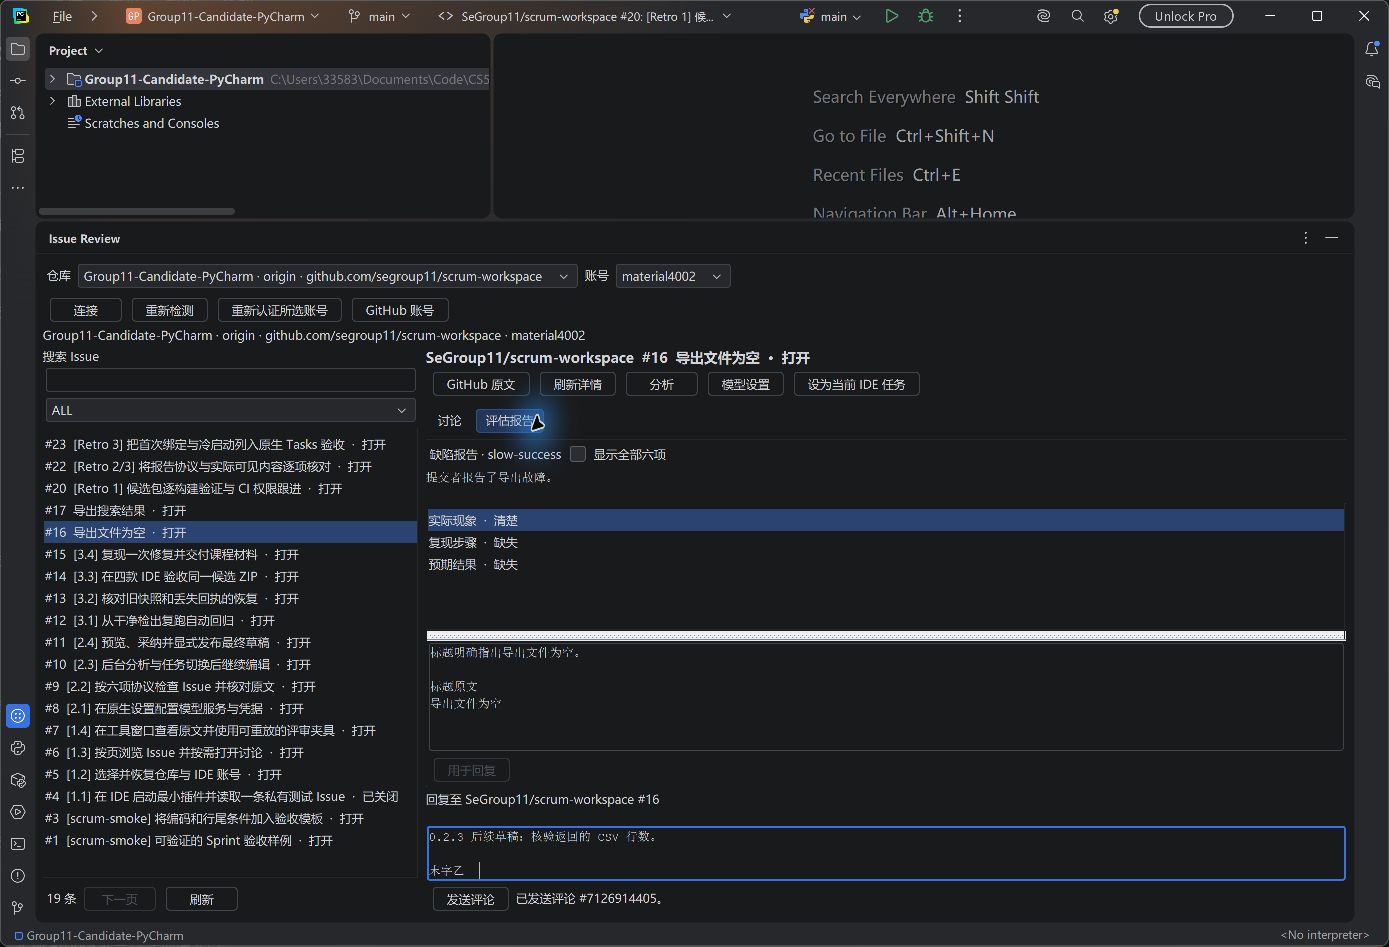 File
GP Group11-Candidate-PyCharm
main
SeGroup11/scrum-workspace #20: [Retro 1] 候...
main
Unlock Pro
Project
Group11-Candidate-PyCharm C:\Users\33583\Documents\Code\CS5
External Libraries
Scratches and Consoles
Search Everywhere Shift Shift
Go to File Ctrl+Shift+N
Recent Files Ctrl+E
Navigation Bar Alt+Home
Issue Review
仓库 Group11-Candidate-PyCharm · origin · github.com/segroup11/scrum-workspace 账号 material4002
连接 重新检测 重新认证所选账号 GitHub 账号
Group11-Candidate-PyCharm · origin · github.com/segroup11/scrum-workspace · material4002
搜索 Issue
ALL
#23 [Retro 3] 把首次绑定与冷启动列入原生 Tasks 验收 · 打开
#22 [Retro 2/3] 将报告协议与实际可见内容逐项核对 · 打开
#20 [Retro 1] 候选包逐构建验证与 CI 权限跟进 · 打开
#17 导出搜索结果 · 打开
#16 导出文件为空 · 打开
#15 [3.4] 复现一次修复并交付课程材料 · 打开
#14 [3.3] 在四款 IDE 验收同一候选 ZIP · 打开
#13 [3.2] 核对旧快照和丢失回执的恢复 · 打开
#12 [3.1] 从干净检出复跑自动回归 · 打开
#11 [2.4] 预览、采纳并显式发布最终草稿 · 打开
#10 [2.3] 后台分析与任务切换后继续编辑 · 打开
#9 [2.2] 按六项协议检查 Issue 并核对原文 · 打开
#8 [2.1] 在原生设置配置模型服务与凭据 · 打开
#7 [1.4] 在工具窗口查看原文并使用可重放的评审夹具 · 打开
#6 [1.3] 按页浏览 Issue 并按需打开讨论 · 打开
#5 [1.2] 选择并恢复仓库与 IDE 账号 · 打开
#4 [1.1] 在 IDE 启动最小插件并读取一条私有测试 Issue · 已关闭
#3 [scrum-smoke] 将编码和行尾条件加入验收模板 · 打开
#1 [scrum-smoke] 可验证的 Sprint 验收样例 · 打开
19 条 下一页 刷新
SeGroup11/scrum-workspace #16 导出文件为空 • 打开
GitHub 原文 刷新详情 分析 模型设置 设为当前 IDE 任务
讨论 评估报告
缺陷报告 · slow-success 显示全部六项
提交者报告了导出故障。
实际现象 · 清楚
复现步骤 · 缺失
预期结果 · 缺失
标题明确指出导出文件为空。
标题原文
导出文件为空
用于回复
回复至 SeGroup11/scrum-workspace #16
0.2.3 后续草稿：核验返回的 CSV 行数。
末字乙
发送评论 已发送评论 #7126914405。
Group11-Candidate-PyCharm
<No interpreter>